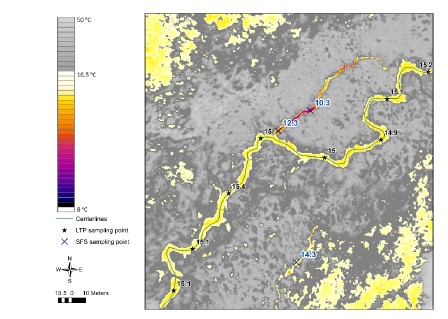 50°C
16.5°C
8°C
Centerlines
LTP sampling point
SFS sampling point
N
W E
S
10 5 0 10 Meters
15.2
15.1
10.3
12.3
15
14.9
15
15.4
15.1
14.3
15.1